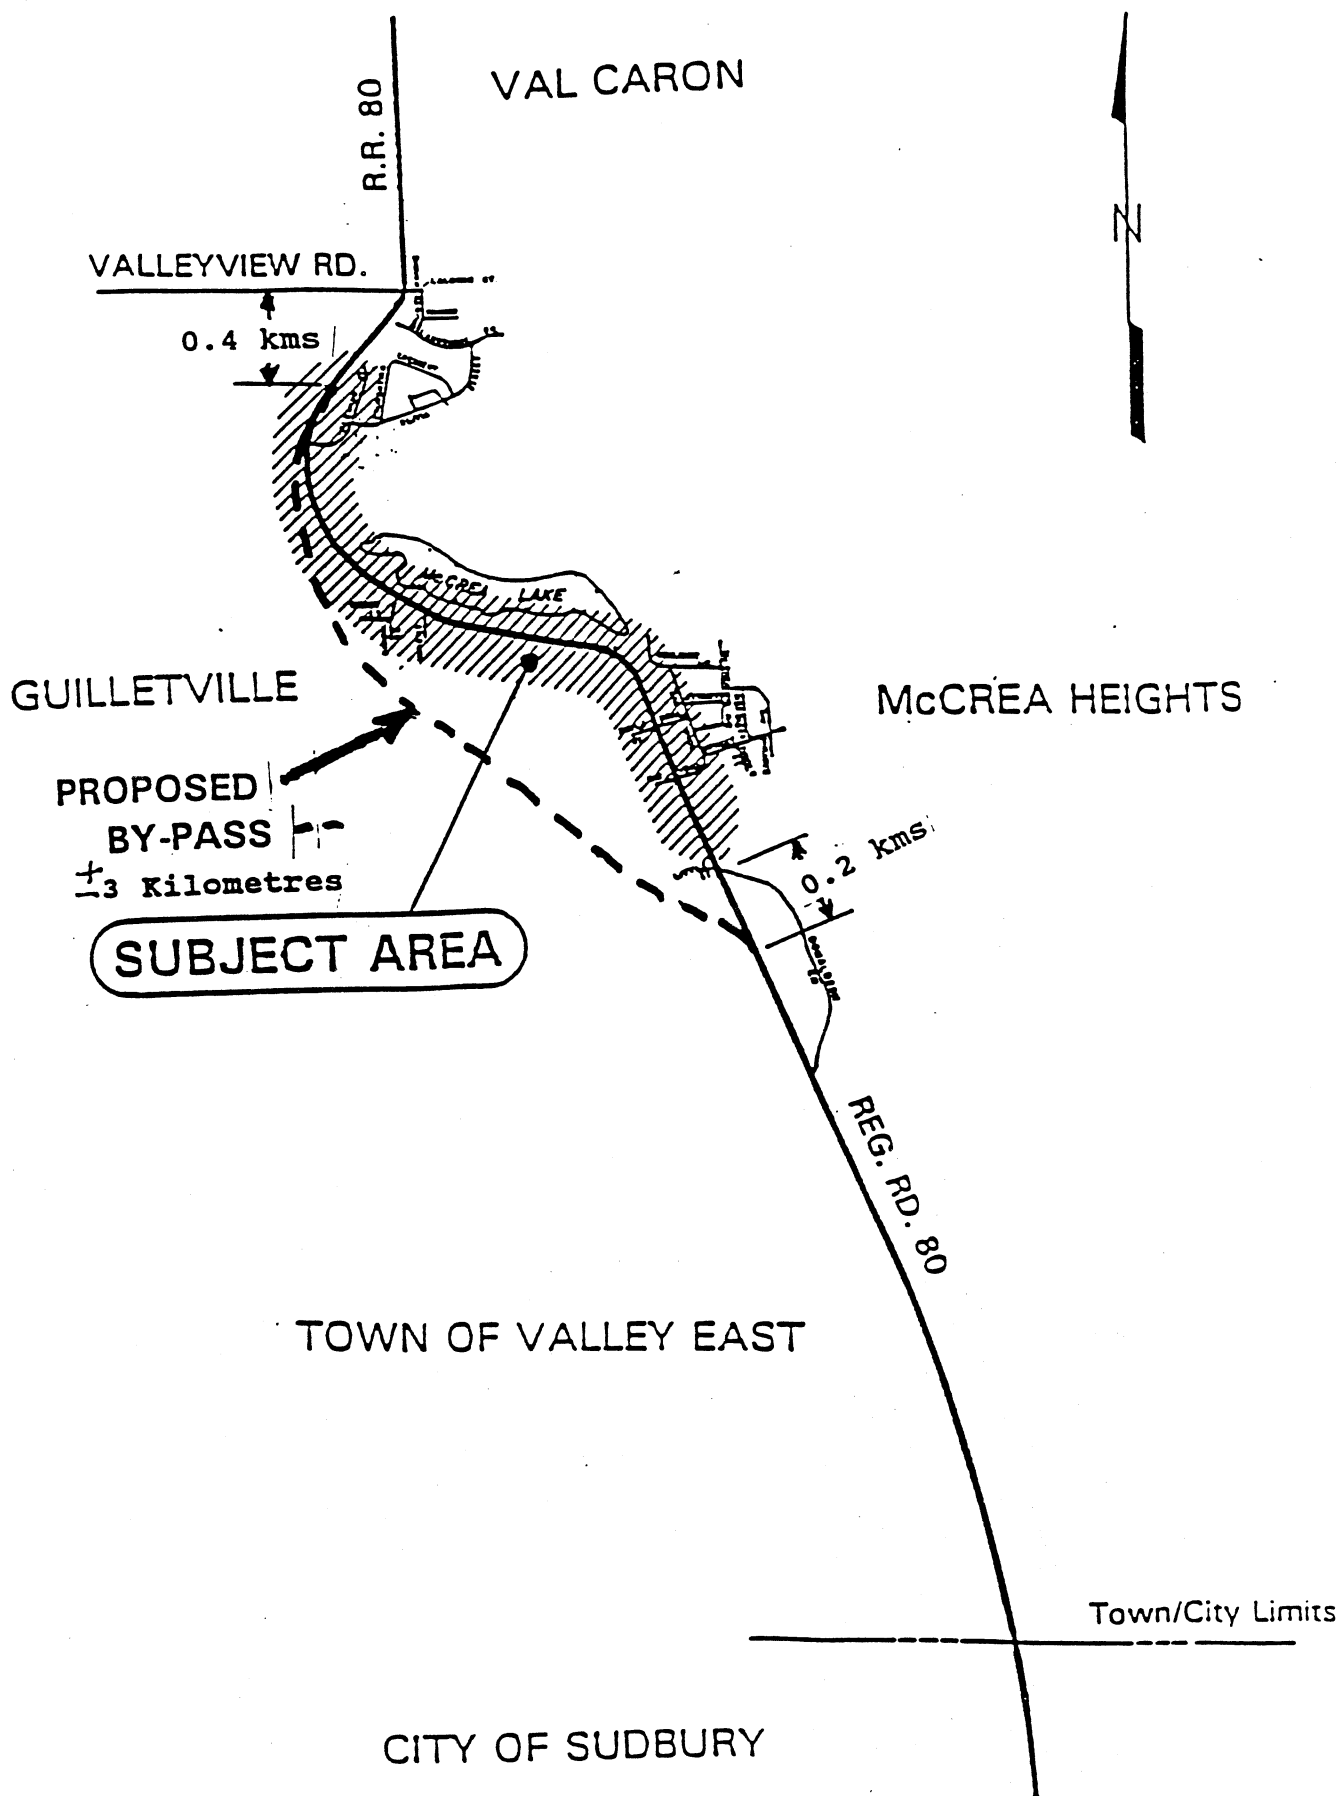 VAL CARON
R.R. 80
N
VALLEYVIEW RD.
0.4 kms
McCREA LAKE
GUILLETVILLE
McCREA HEIGHTS
PROPOSED
BY-PASS
±3 Kilometres
0.2 kms
SUBJECT AREA
REG. RD. 80
TOWN OF VALLEY EAST
Town/City Limits
CITY OF SUDBURY